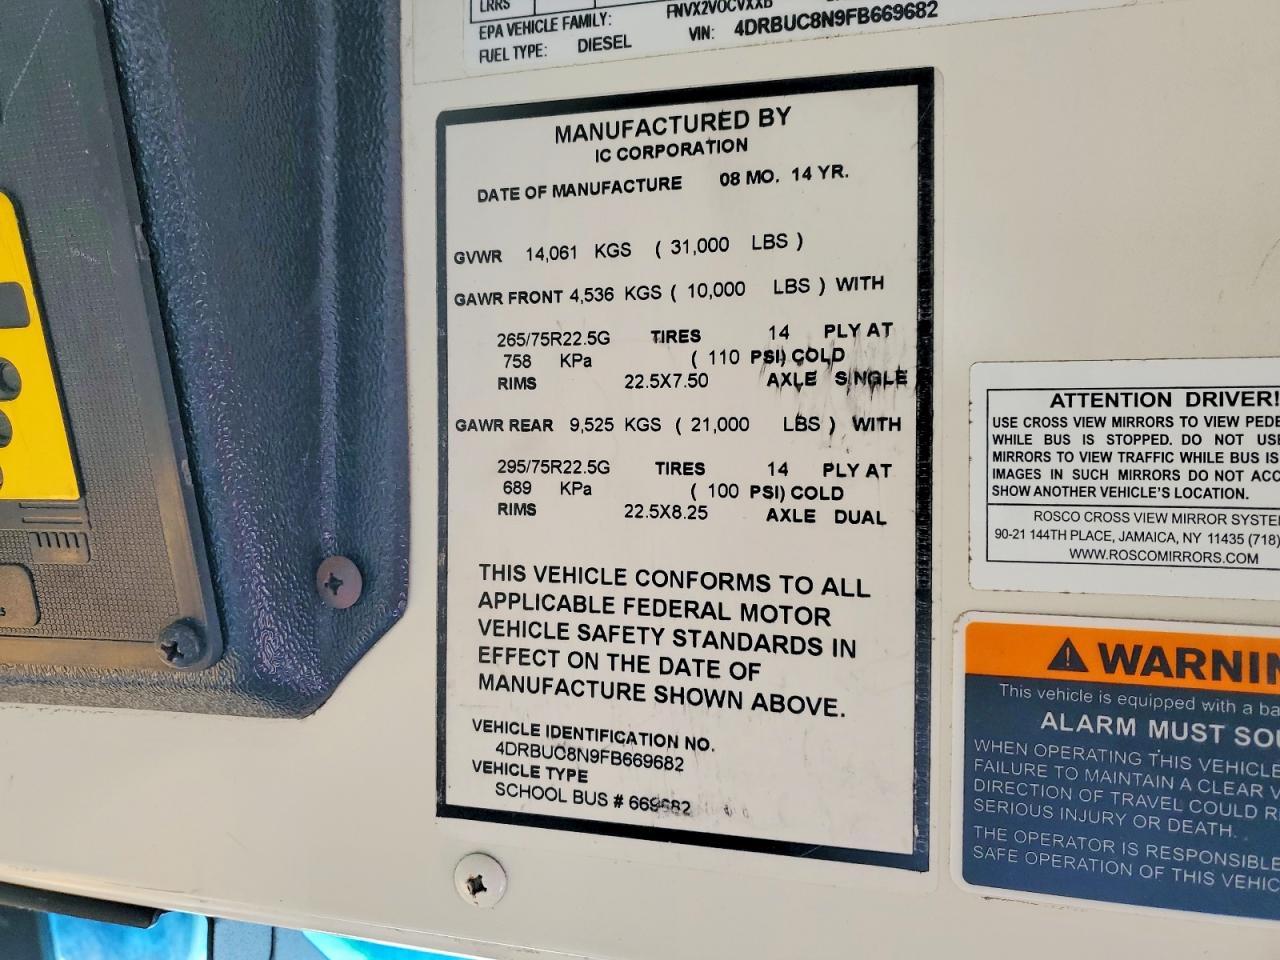 LRRS
EPA VEHICLE FAMILY: FNVX2VOCVXXB
FUEL TYPE: DIESEL VIN: 4DRBUC8N9FB669682
MANUFACTURED BY
IC CORPORATION
DATE OF MANUFACTURE 08 MO. 14 YR.
GVWR 14,061 KGS ( 31,000 LBS )
GAWR FRONT 4,536 KGS ( 10,000 LBS ) WITH
265/75R22.5G TIRES 14 PLY AT
758 KPa ( 110 PSI) COLD
RIMS 22.5X7.50 AXLE SINGLE
GAWR REAR 9,525 KGS ( 21,000 LBS ) WITH
295/75R22.5G TIRES 14 PLY AT
689 KPa ( 100 PSI) COLD
RIMS 22.5X8.25 AXLE DUAL
THIS VEHICLE CONFORMS TO ALL
APPLICABLE FEDERAL MOTOR
VEHICLE SAFETY STANDARDS IN
EFFECT ON THE DATE OF
MANUFACTURE SHOWN ABOVE.
VEHICLE IDENTIFICATION NO.
4DRBUC8N9FB669682
VEHICLE TYPE
SCHOOL BUS # 669682
ATTENTION DRIVER!
USE CROSS VIEW MIRRORS TO VIEW PEDE
WHILE BUS IS STOPPED. DO NOT USE
MIRRORS TO VIEW TRAFFIC WHILE BUS IS
IMAGES IN SUCH MIRRORS DO NOT ACC
SHOW ANOTHER VEHICLE'S LOCATION.
ROSCO CROSS VIEW MIRROR SYSTE
90-21 144TH PLACE, JAMAICA, NY 11435 (718)
WWW.ROSCOMIRRORS.COM
WARNIN
This vehicle is equipped with a ba
ALARM MUST SOU
WHEN OPERATING THIS VEHICLE
FAILURE TO MAINTAIN A CLEAR V
DIRECTION OF TRAVEL COULD R
SERIOUS INJURY OR DEATH.
THE OPERATOR IS RESPONSIBLE
SAFE OPERATION OF THIS VEHIC